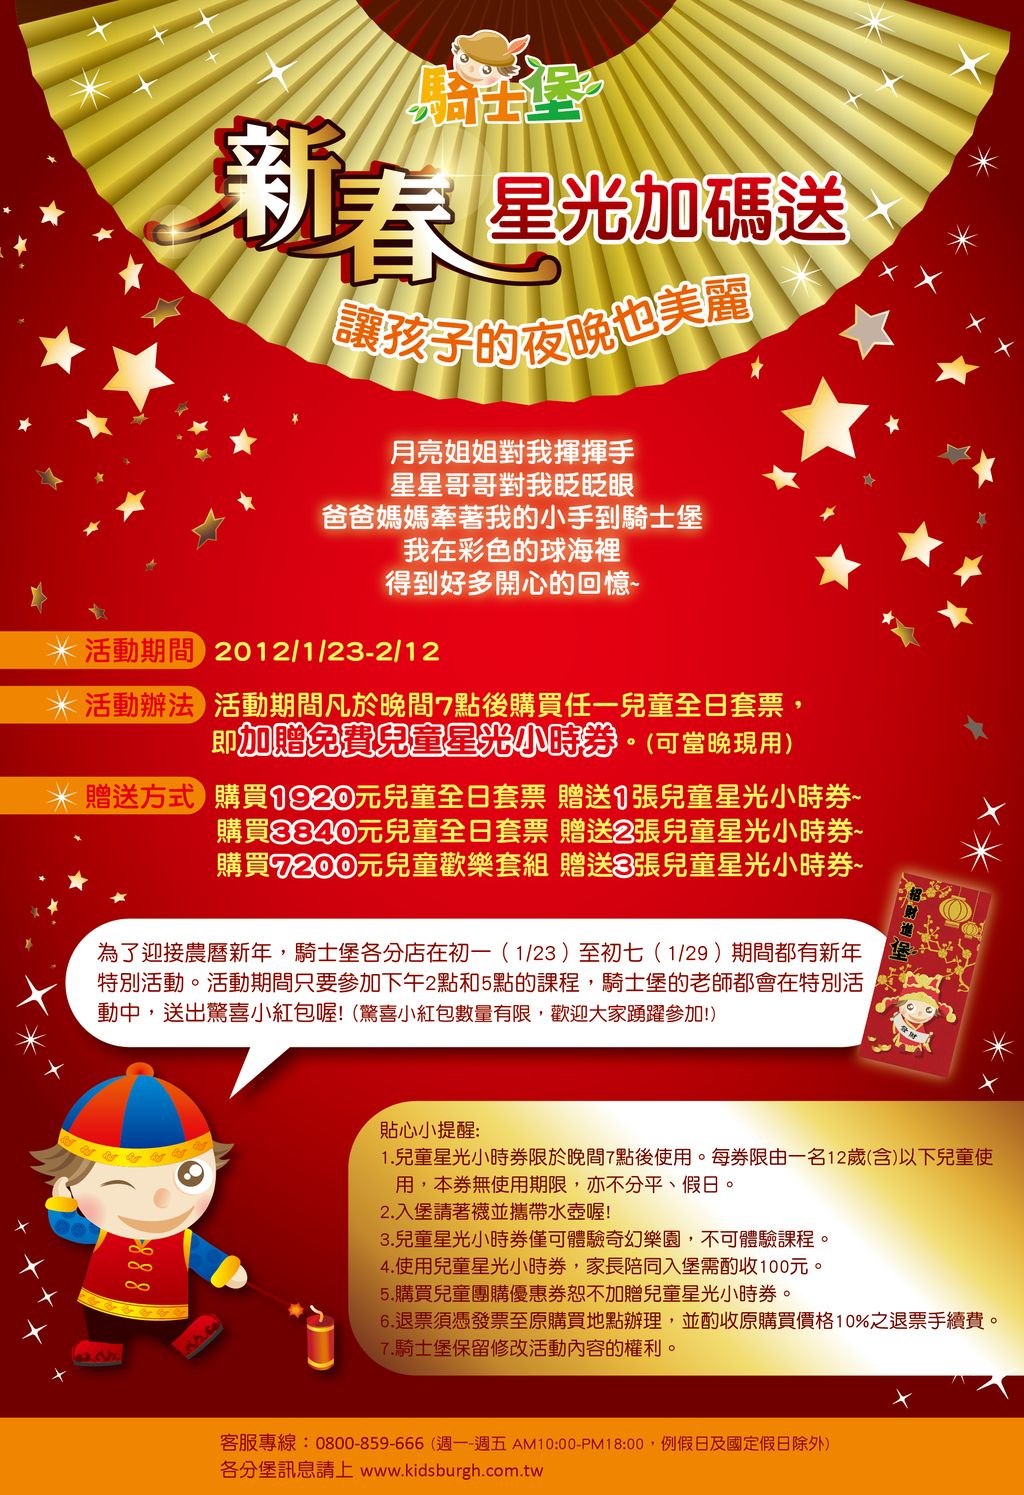 騎士堡
新春 星光加碼送
讓孩子的夜晚也美麗
月亮姐姐對我揮揮手
星星哥哥對我眨眨眼
爸爸媽媽牽著我的小手到騎士堡
我在彩色的球海裡
得到好多開心的回憶~
活動期間 2012/1/23-2/12
活動辦法 活動期間凡於晚間7點後購買任一兒童全日套票，
即加贈免費兒童星光小時券。(可當晚現用)
贈送方式 購買1920元兒童全日套票 贈送1張兒童星光小時券~
購買3840元兒童全日套票 贈送2張兒童星光小時券~
購買7200元兒童歡樂套組 贈送3張兒童星光小時券~
招財進堡
發財
為了迎接農曆新年，騎士堡各分店在初一（1/23）至初七（1/29）期間都有新年
特別活動。活動期間只要參加下午2點和5點的課程，騎士堡的老師都會在特別活
動中，送出驚喜小紅包喔! (驚喜小紅包數量有限，歡迎大家踴躍參加!)
貼心小提醒:
1.兒童星光小時券限於晚間7點後使用。每券限由一名12歲(含)以下兒童使
用，本券無使用期限，亦不分平、假日。
2.入堡請著襪並攜帶水壺喔!
3.兒童星光小時券僅可體驗奇幻樂園，不可體驗課程。
4.使用兒童星光小時券，家長陪同入堡需酌收100元。
5.購買兒童團購優惠券恕不加贈兒童星光小時券。
6.退票須憑發票至原購買地點辦理，並酌收原購買價格10%之退票手續費。
7.騎士堡保留修改活動內容的權利。
客服專線：0800-859-666 (週一~週五 AM10:00-PM18:00，例假日及國定假日除外)
各分堡訊息請上 www.kidsburgh.com.tw